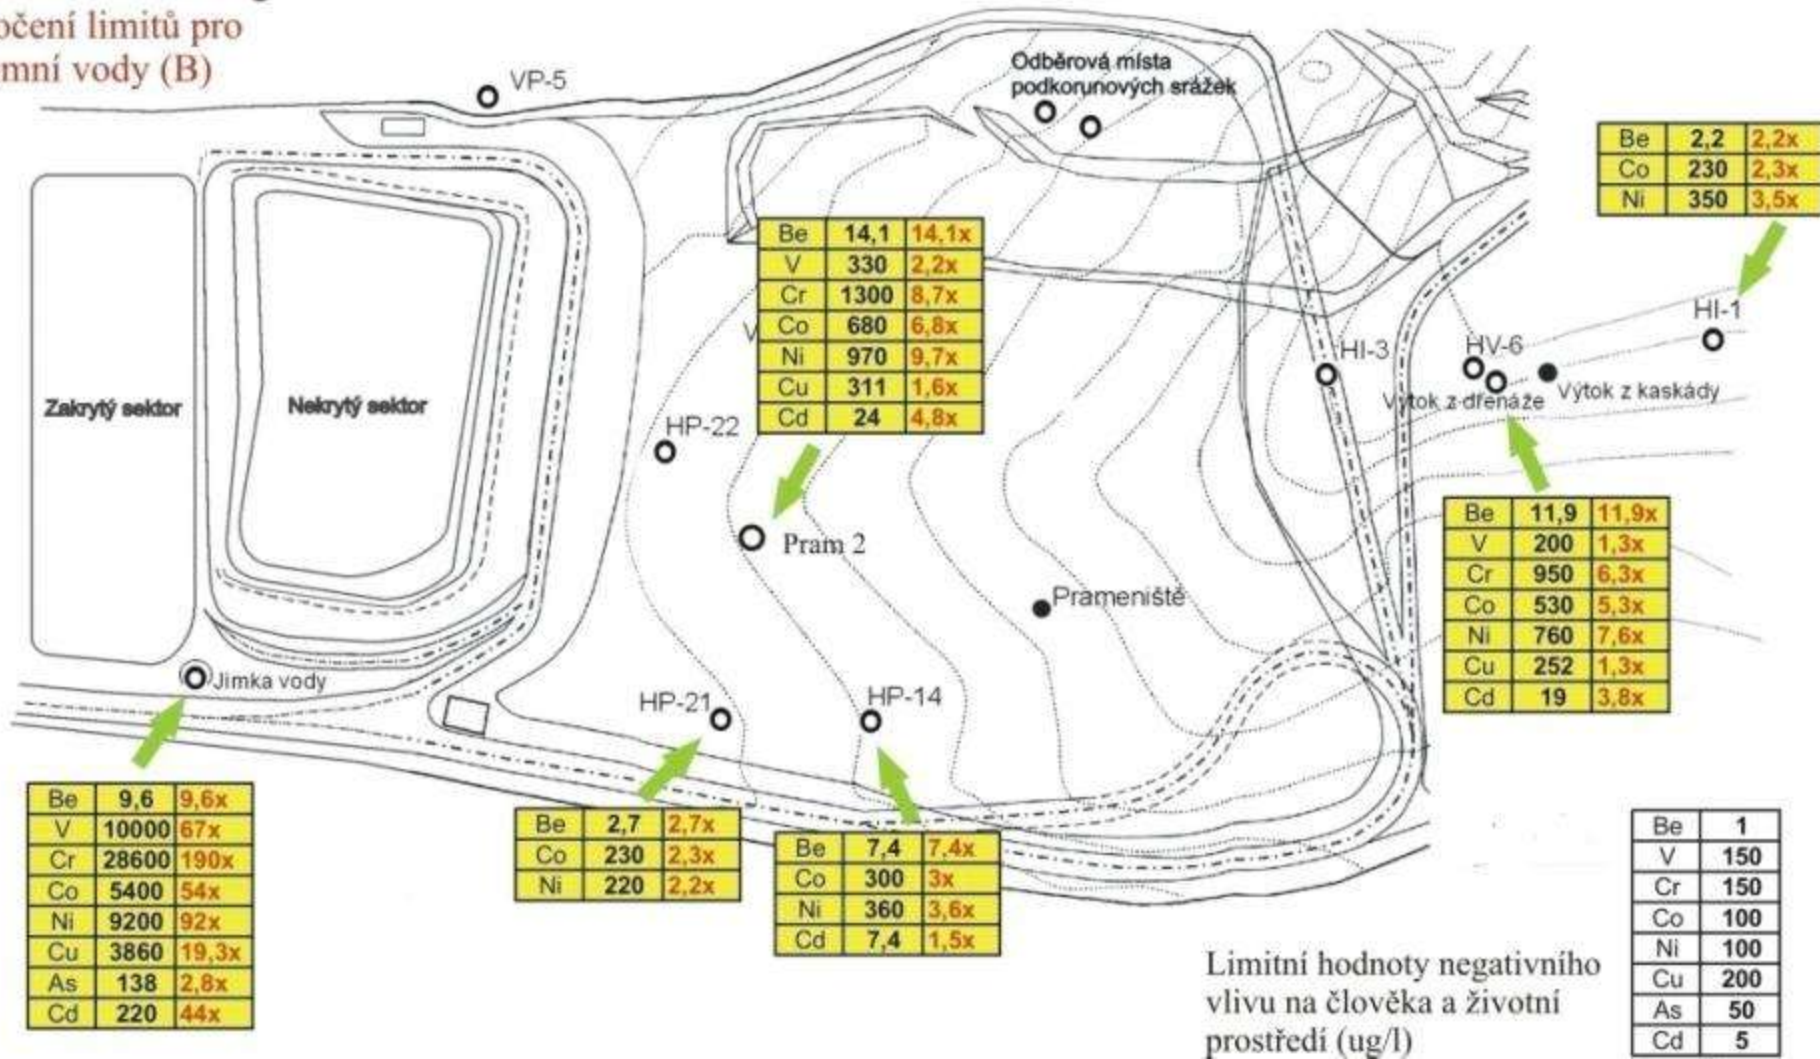 očení limitů pro
mní vody (B)
VP-5
Odběrová místa
podkorunových srážek
Be 2,2 2,2x
Co 230 2,3x
Ni 350 3,5x
Be 14,1 14,1x
V 330 2,2x
Cr 1300 8,7x
Co 680 6,8x
Ni 970 9,7x
Cu 311 1,6x
Cd 24 4,8x
V
HI-1
HI-3
HV-6
Výtok z drenáže
Výtok z kaskády
Zakrytý sektor
Nekrytý sektor
HP-22
Pram 2
Prameniště
Be 11,9 11,9x
V 200 1,3x
Cr 950 6,3x
Co 530 5,3x
Ni 760 7,6x
Cu 252 1,3x
Cd 19 3,8x
Jimka vody
HP-21
HP-14
Be 9,6 9,6x
V 10000 67x
Cr 28600 190x
Co 5400 54x
Ni 9200 92x
Cu 3860 19,3x
As 138 2,8x
Cd 220 44x
Be 2,7 2,7x
Co 230 2,3x
Ni 220 2,2x
Be 7,4 7,4x
Co 300 3x
Ni 360 3,6x
Cd 7,4 1,5x
Limitní hodnoty negativního
vlivu na člověka a životní
prostředí (ug/l)
Be 1
V 150
Cr 150
Co 100
Ni 100
Cu 200
As 50
Cd 5